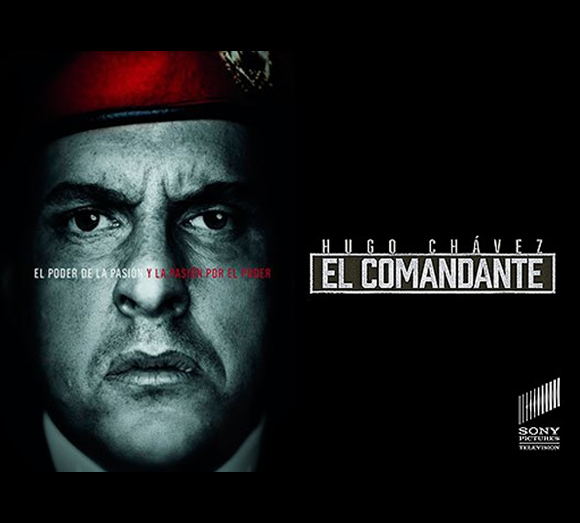 EL PODER DE LA PASIÓN Y LA PASIÓN POR EL PODER
HUGO CHÁVEZ
EL COMANDANTE
SONY
PICTURES
TELEVISION